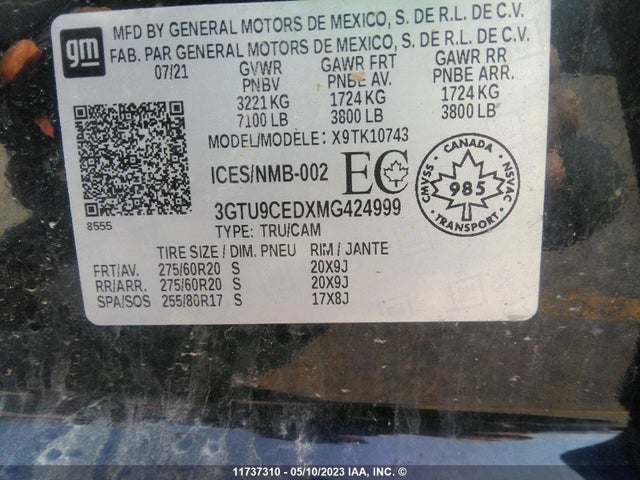 gm
MFD BY GENERAL MOTORS DE MEXICO, S. DE R.L. DE C.V.
FAB. PAR GENERAL MOTORS DE MEXICO, S. DE R.L. DE C.V.
07/21 GVWR GAWR FRT GAWR RR
PNBV PNBE AV. PNBE ARR.
3221 KG 1724 KG 1724 KG
7100 LB 3800 LB 3800 LB
MODEL/MODÈLE: X9TK10743
ICES/NMB-002 EC
CANADA
CMVSS 985 NSVAC
TRANSPORT
3GTU9CEDXMG424999
8555 TYPE: TRU/CAM
TIRE SIZE / DIM. PNEU RIM / JANTE
FRT/AV. 275/60R20 S 20X9J
RR/ARR. 275/60R20 S 20X9J
SPA/SOS 255/80R17 S 17X8J
11737310 - 05/10/2023 IAA, INC. ©